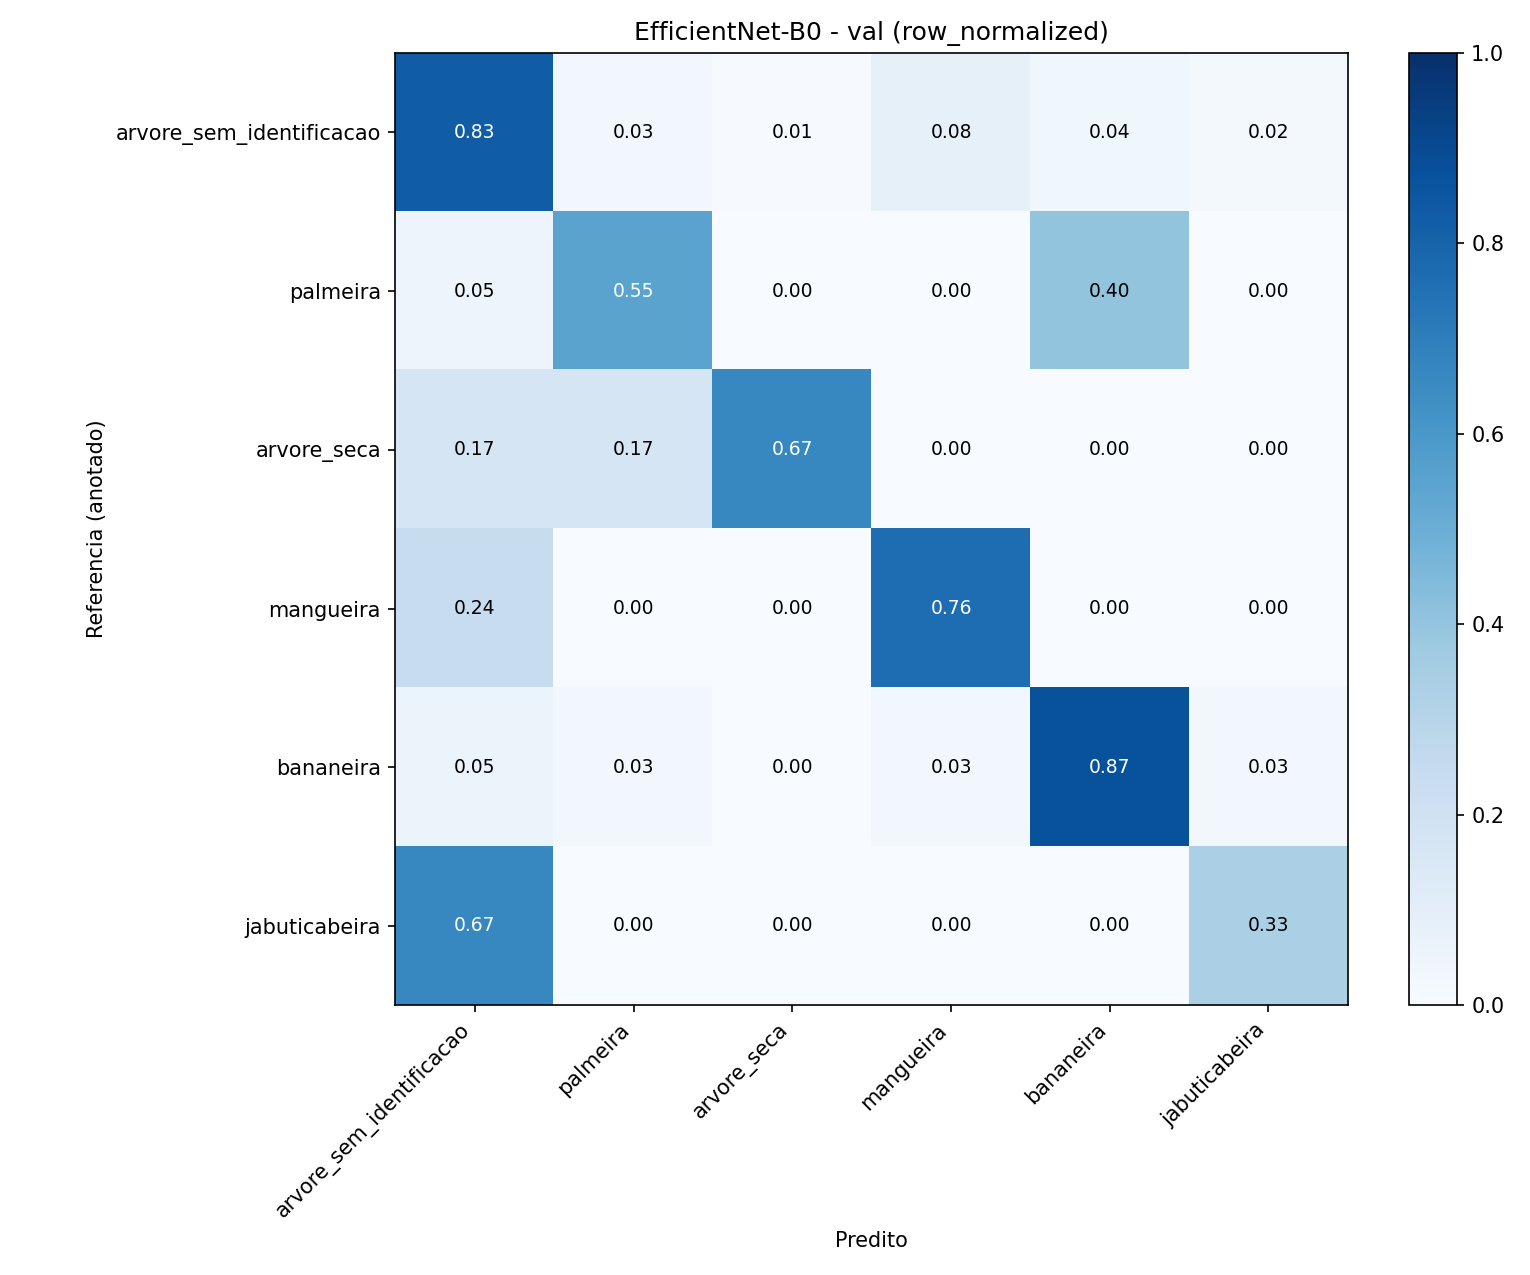 EfficientNet-B0 - val (row_normalized)
arvore_sem_identificacao 0.83 0.03 0.01 0.08 0.04 0.02
palmeira 0.05 0.55 0.00 0.00 0.40 0.00
arvore_seca 0.17 0.17 0.67 0.00 0.00 0.00
mangueira 0.24 0.00 0.00 0.76 0.00 0.00
bananeira 0.05 0.03 0.00 0.03 0.87 0.03
jabuticabeira 0.67 0.00 0.00 0.00 0.00 0.33
Referencia (anotado)
arvore_sem_identificacao
palmeira
arvore_seca
mangueira
bananeira
jabuticabeira
Predito
1.0
0.8
0.6
0.4
0.2
0.0